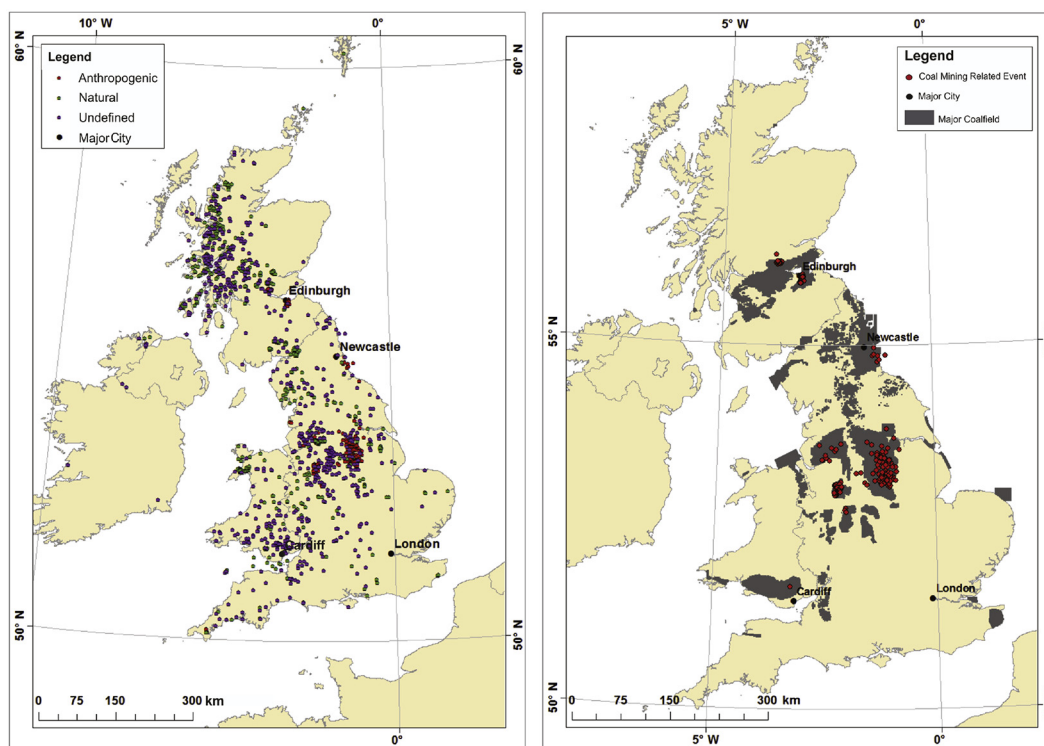 10° W
0°
60° N
60° N
Legend
Anthropogenic
Natural
Undefined
Major City
Edinburgh
Newcastle
Cardiff
London
50° N
50° N
0 75 150 300 km
0°
5° W
0°
Legend
Coal Mining Related Event
Major City
Major Coalfield
Edinburgh
55° N
Newcastle
55° N
London
Cardiff
50° N
50° N
0 75 150 300 km
5° W
0°